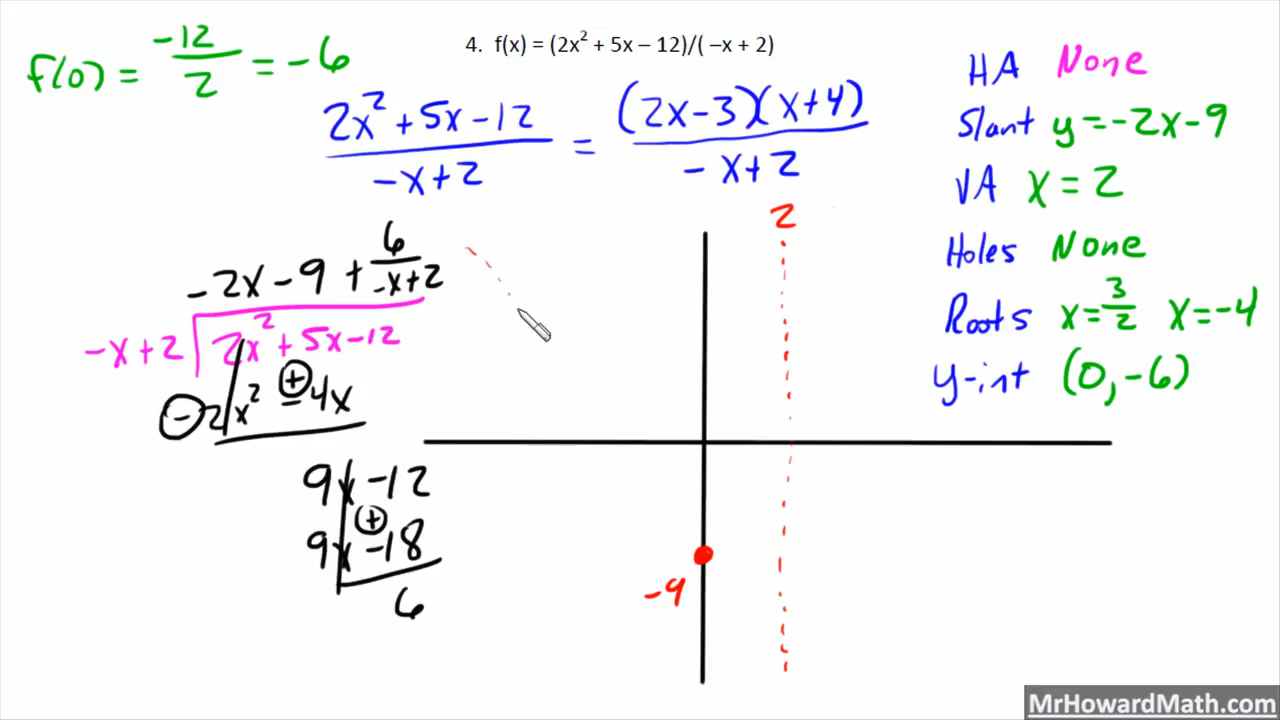 4. f(x) = (2x² + 5x – 12)/( –x + 2)
f(0) = -12/2 = -6
2x² + 5x - 12 / -x + 2 = (2x - 3)(x + 4) / -x + 2
HA None
Slant y = -2x - 9
VA x = 2
Holes None
Roots x = 3/2 x = -4
y-int (0, -6)
2
-2x - 9 + 6/-x+2
-x + 2 2x² + 5x - 12
- 2x² + - 4x
9x - 12
+
9x - 18
6
-9
MrHowardMath.com